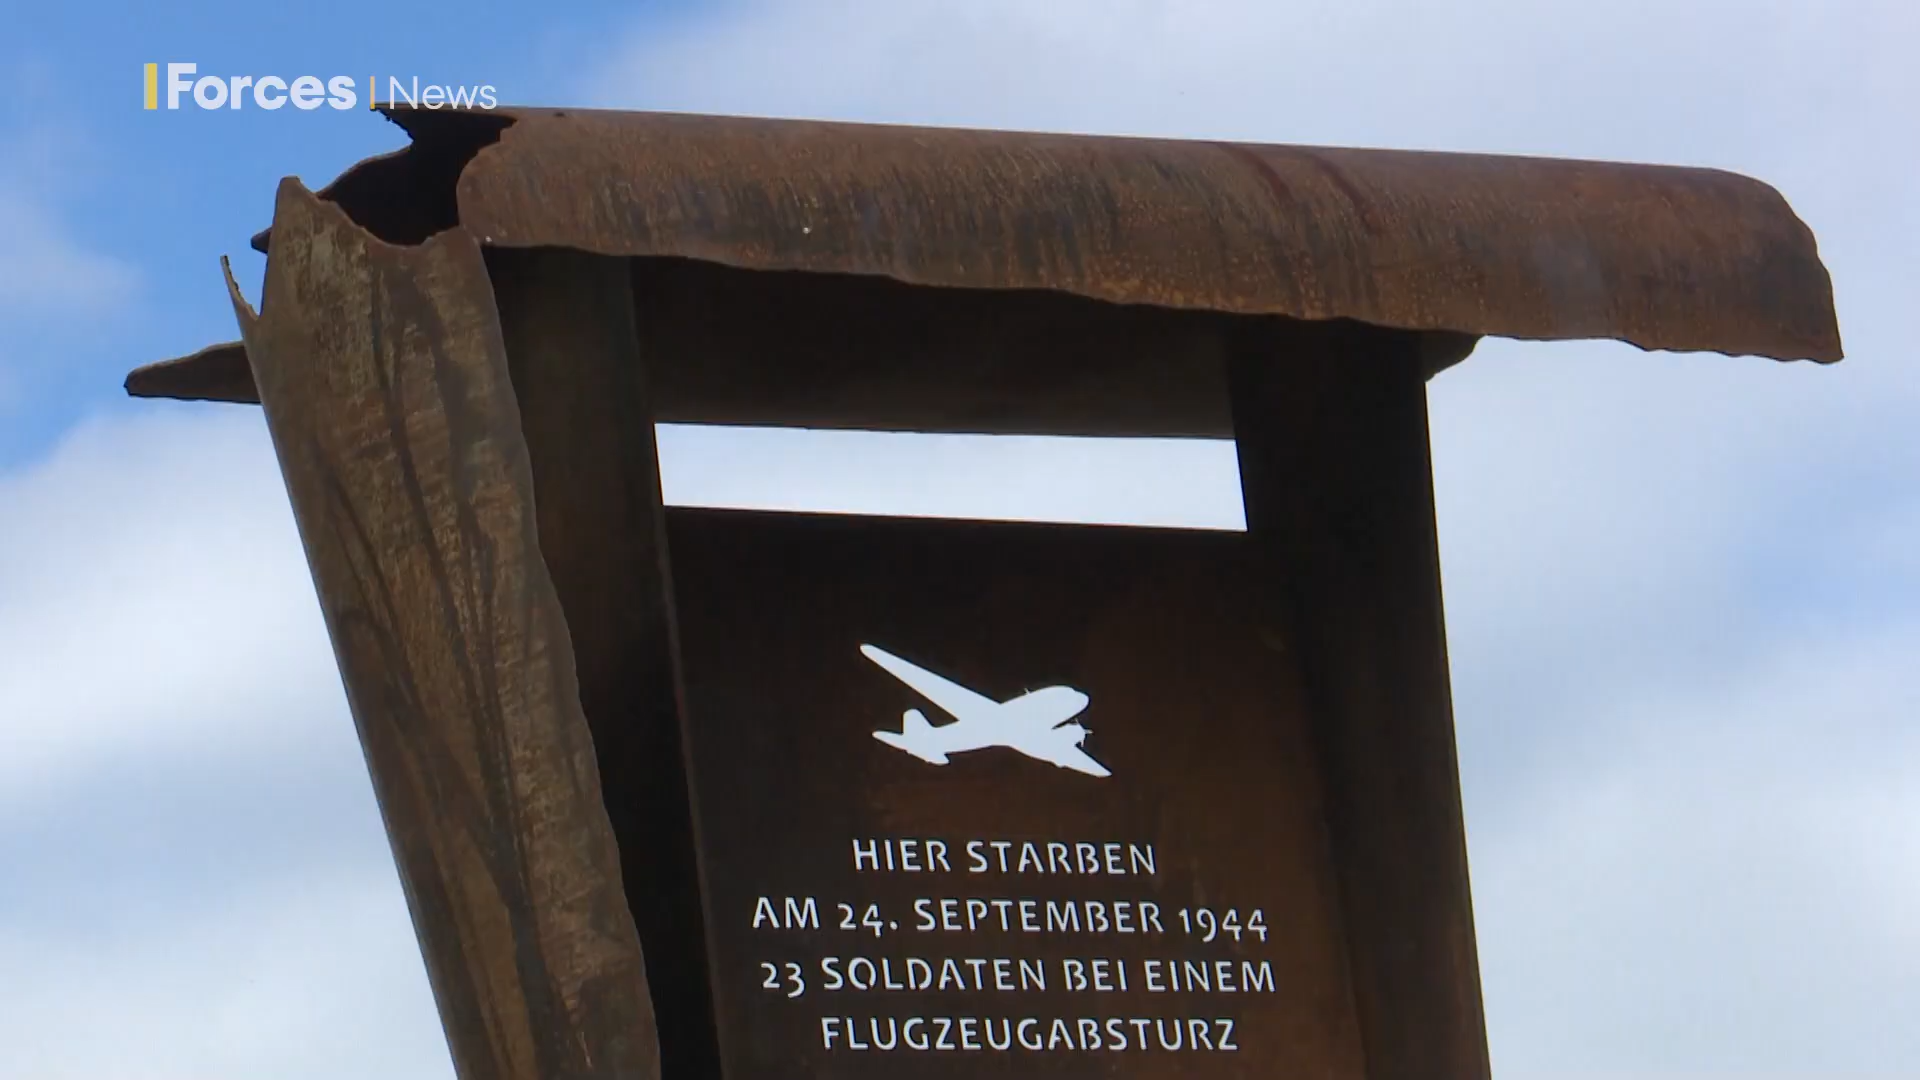 Forces News
HIER STARBEN
AM 24. SEPTEMBER 1944
23 SOLDATEN BEI EINEM
FLUGZEUGABSTURZ